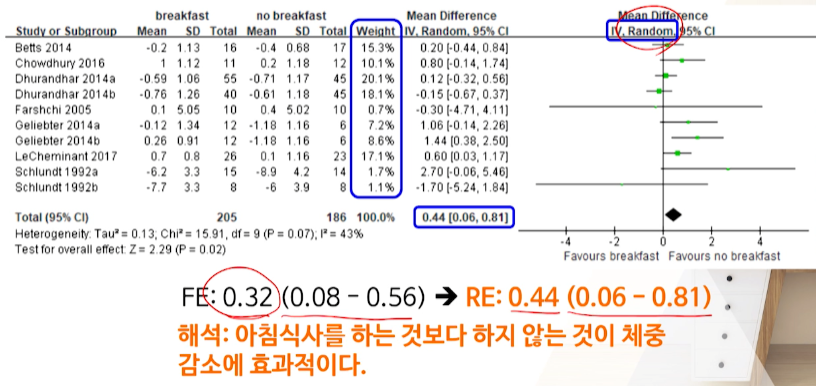 breakfast no breakfast Mean Difference Mean Difference
Study or Subgroup Mean SD Total Mean SD Total Weight IV, Random, 95% CI IV, Random, 95% CI
Betts 2014 -0.2 1.13 16 -0.4 0.68 17 15.3% 0.20 [-0.44, 0.84]
Chowdhury 2016 1 1.12 11 0.2 1.18 12 10.1% 0.80 [-0.14, 1.74]
Dhurandhar 2014a -0.59 1.06 55 -0.71 1.17 45 20.1% 0.12 [-0.32, 0.56]
Dhurandhar 2014b -0.76 1.26 40 -0.61 1.18 45 18.1% -0.15 [-0.67, 0.37]
Farshchi 2005 0.1 5.05 10 0.4 5.02 10 0.7% -0.30 [-4.71, 4.11]
Geliebter 2014a -0.12 1.34 12 -1.18 1.16 6 7.2% 1.06 [-0.14, 2.26]
Geliebter 2014b 0.26 0.91 12 -1.18 1.16 6 8.6% 1.44 [0.38, 2.50]
LeCheminant 2017 0.7 0.8 26 0.1 1.16 23 17.1% 0.60 [0.03, 1.17]
Schlundt 1992a -6.2 3.3 15 -8.9 4.2 14 1.7% 2.70 [-0.06, 5.46]
Schlundt 1992b -7.7 3.3 8 -6 3.9 8 1.1% -1.70 [-5.24, 1.84]
Total (95% CI) 205 186 100.0% 0.44 [0.06, 0.81]
Heterogeneity: Tau² = 0.13; Chi² = 15.91, df = 9 (P = 0.07); I² = 43%
Test for overall effect: Z = 2.29 (P = 0.02)
-4 -2 0 2 4
Favours breakfast Favours no breakfast
FE: 0.32 (0.08 – 0.56) ➔ RE: 0.44 (0.06 – 0.81)
해석: 아침식사를 하는 것보다 하지 않는 것이 체중
감소에 효과적이다.